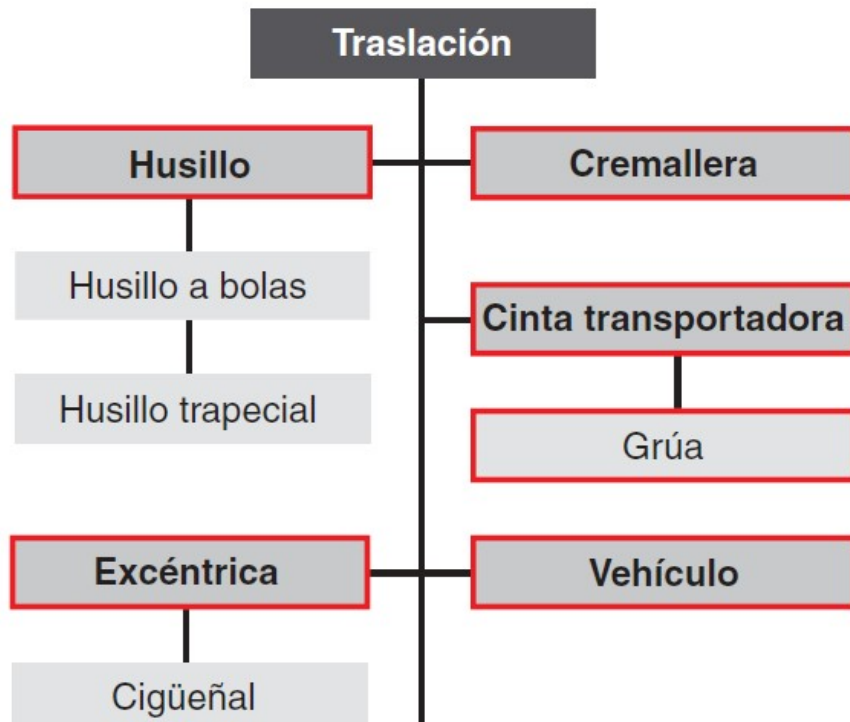 Traslación
Husillo
Cremallera
Husillo a bolas
Husillo trapecial
Cinta transportadora
Grúa
Excéntrica
Vehículo
Cigüeñal